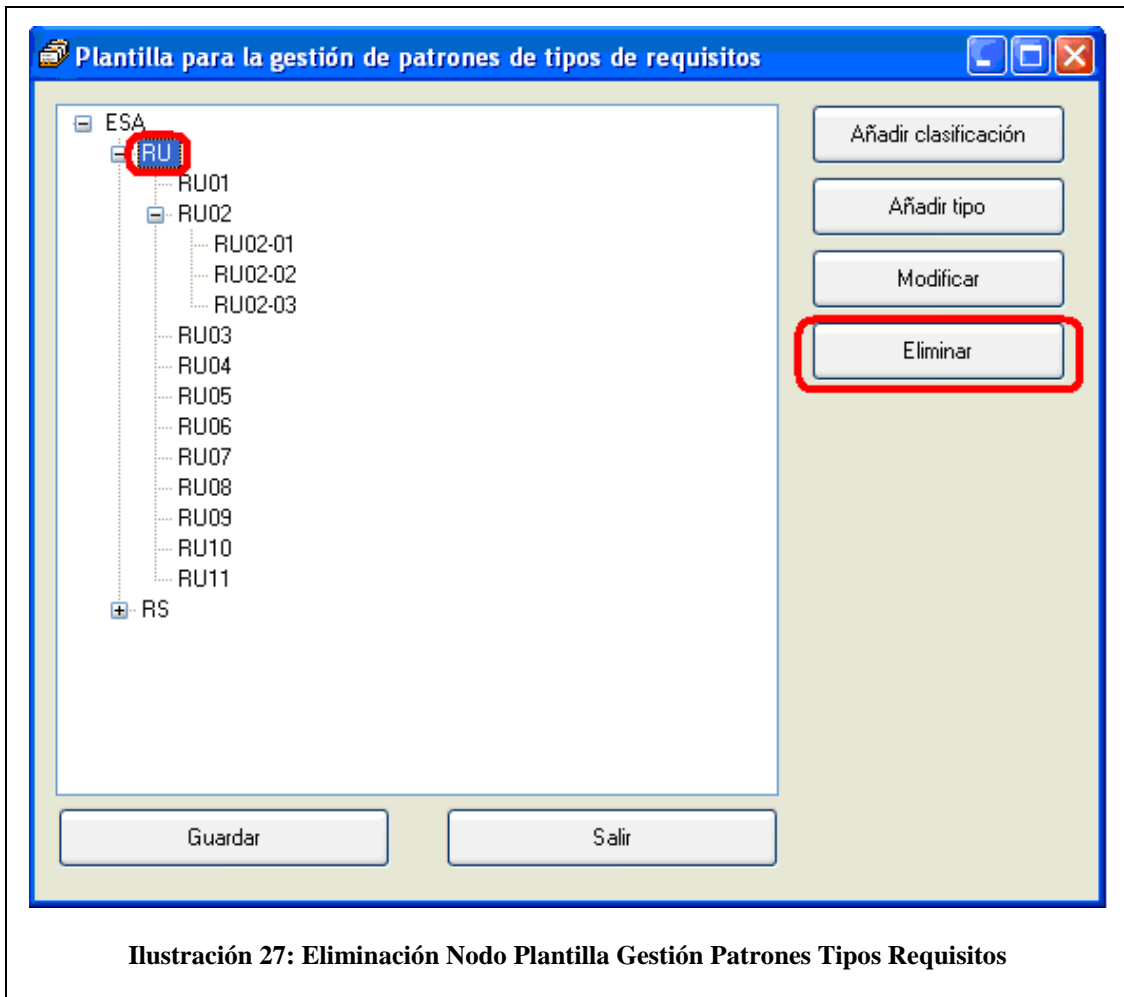 Plantilla para la gestión de patrones de tipos de requisitos
ESA
RU
RU01
RU02
RU02-01
RU02-02
RU02-03
RU03
RU04
RU05
RU06
RU07
RU08
RU09
RU10
RU11
RS
Añadir clasificación
Añadir tipo
Modificar
Eliminar
Guardar
Salir
Ilustración 27: Eliminación Nodo Plantilla Gestión Patrones Tipos Requisitos